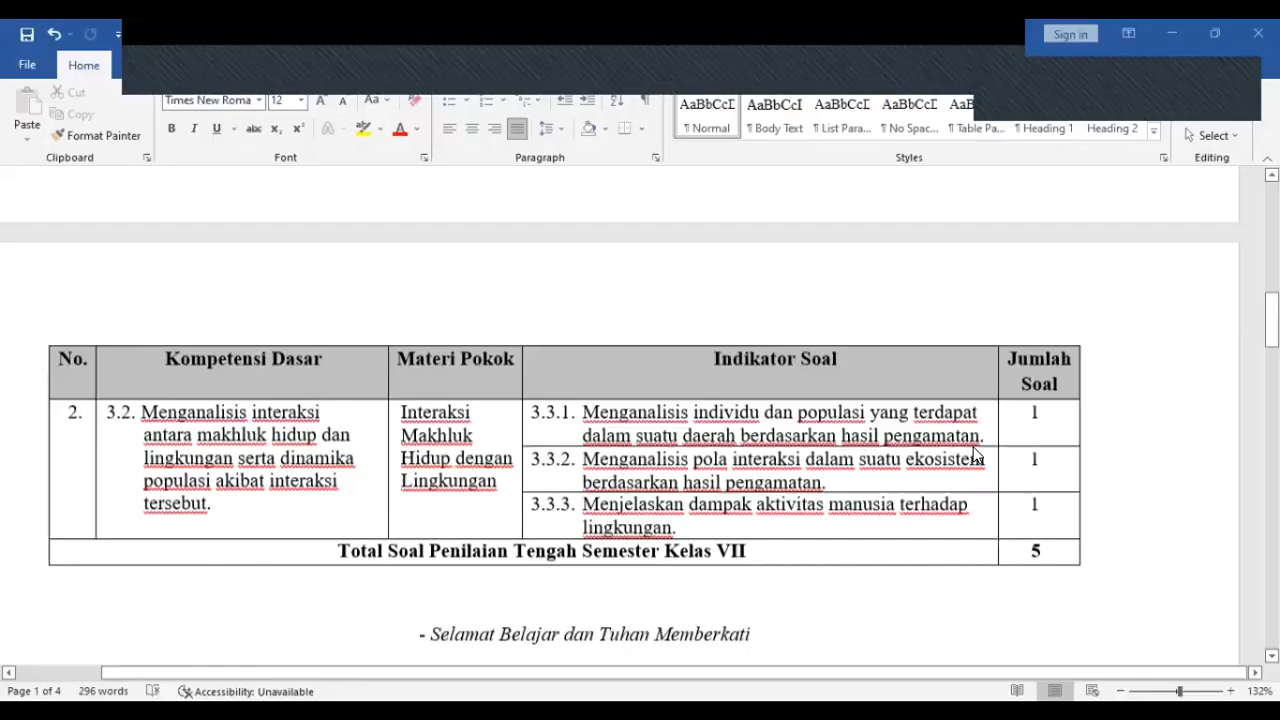 Sign in
File
Home
Cut
Copy
Paste
Format Painter
Times New Roma
12
Aa
B I U abc x₂ x² A A
AaBbCcI AaBbCcI AaBbCcI AaBbCcI AaB
¶ Normal ¶ Body Text ¶ List Para... ¶ No Spac... ¶ Table Pa... ¶ Heading 1 Heading 2
Select
Clipboard Font Paragraph Styles Editing
No. Kompetensi Dasar Materi Pokok Indikator Soal Jumlah
Soal
2. 3.2. Menganalisis interaksi
antara makhluk hidup dan
lingkungan serta dinamika
populasi akibat interaksi
tersebut.
Interaksi
Makhluk
Hidup dengan
Lingkungan
3.3.1. Menganalisis individu dan populasi yang terdapat
dalam suatu daerah berdasarkan hasil pengamatan.
1
3.3.2. Menganalisis pola interaksi dalam suatu ekosistem
berdasarkan hasil pengamatan.
1
3.3.3. Menjelaskan dampak aktivitas manusia terhadap
lingkungan.
1
Total Soal Penilaian Tengah Semester Kelas VII 5
- Selamat Belajar dan Tuhan Memberkati
Page 1 of 4 296 words Accessibility: Unavailable 132%